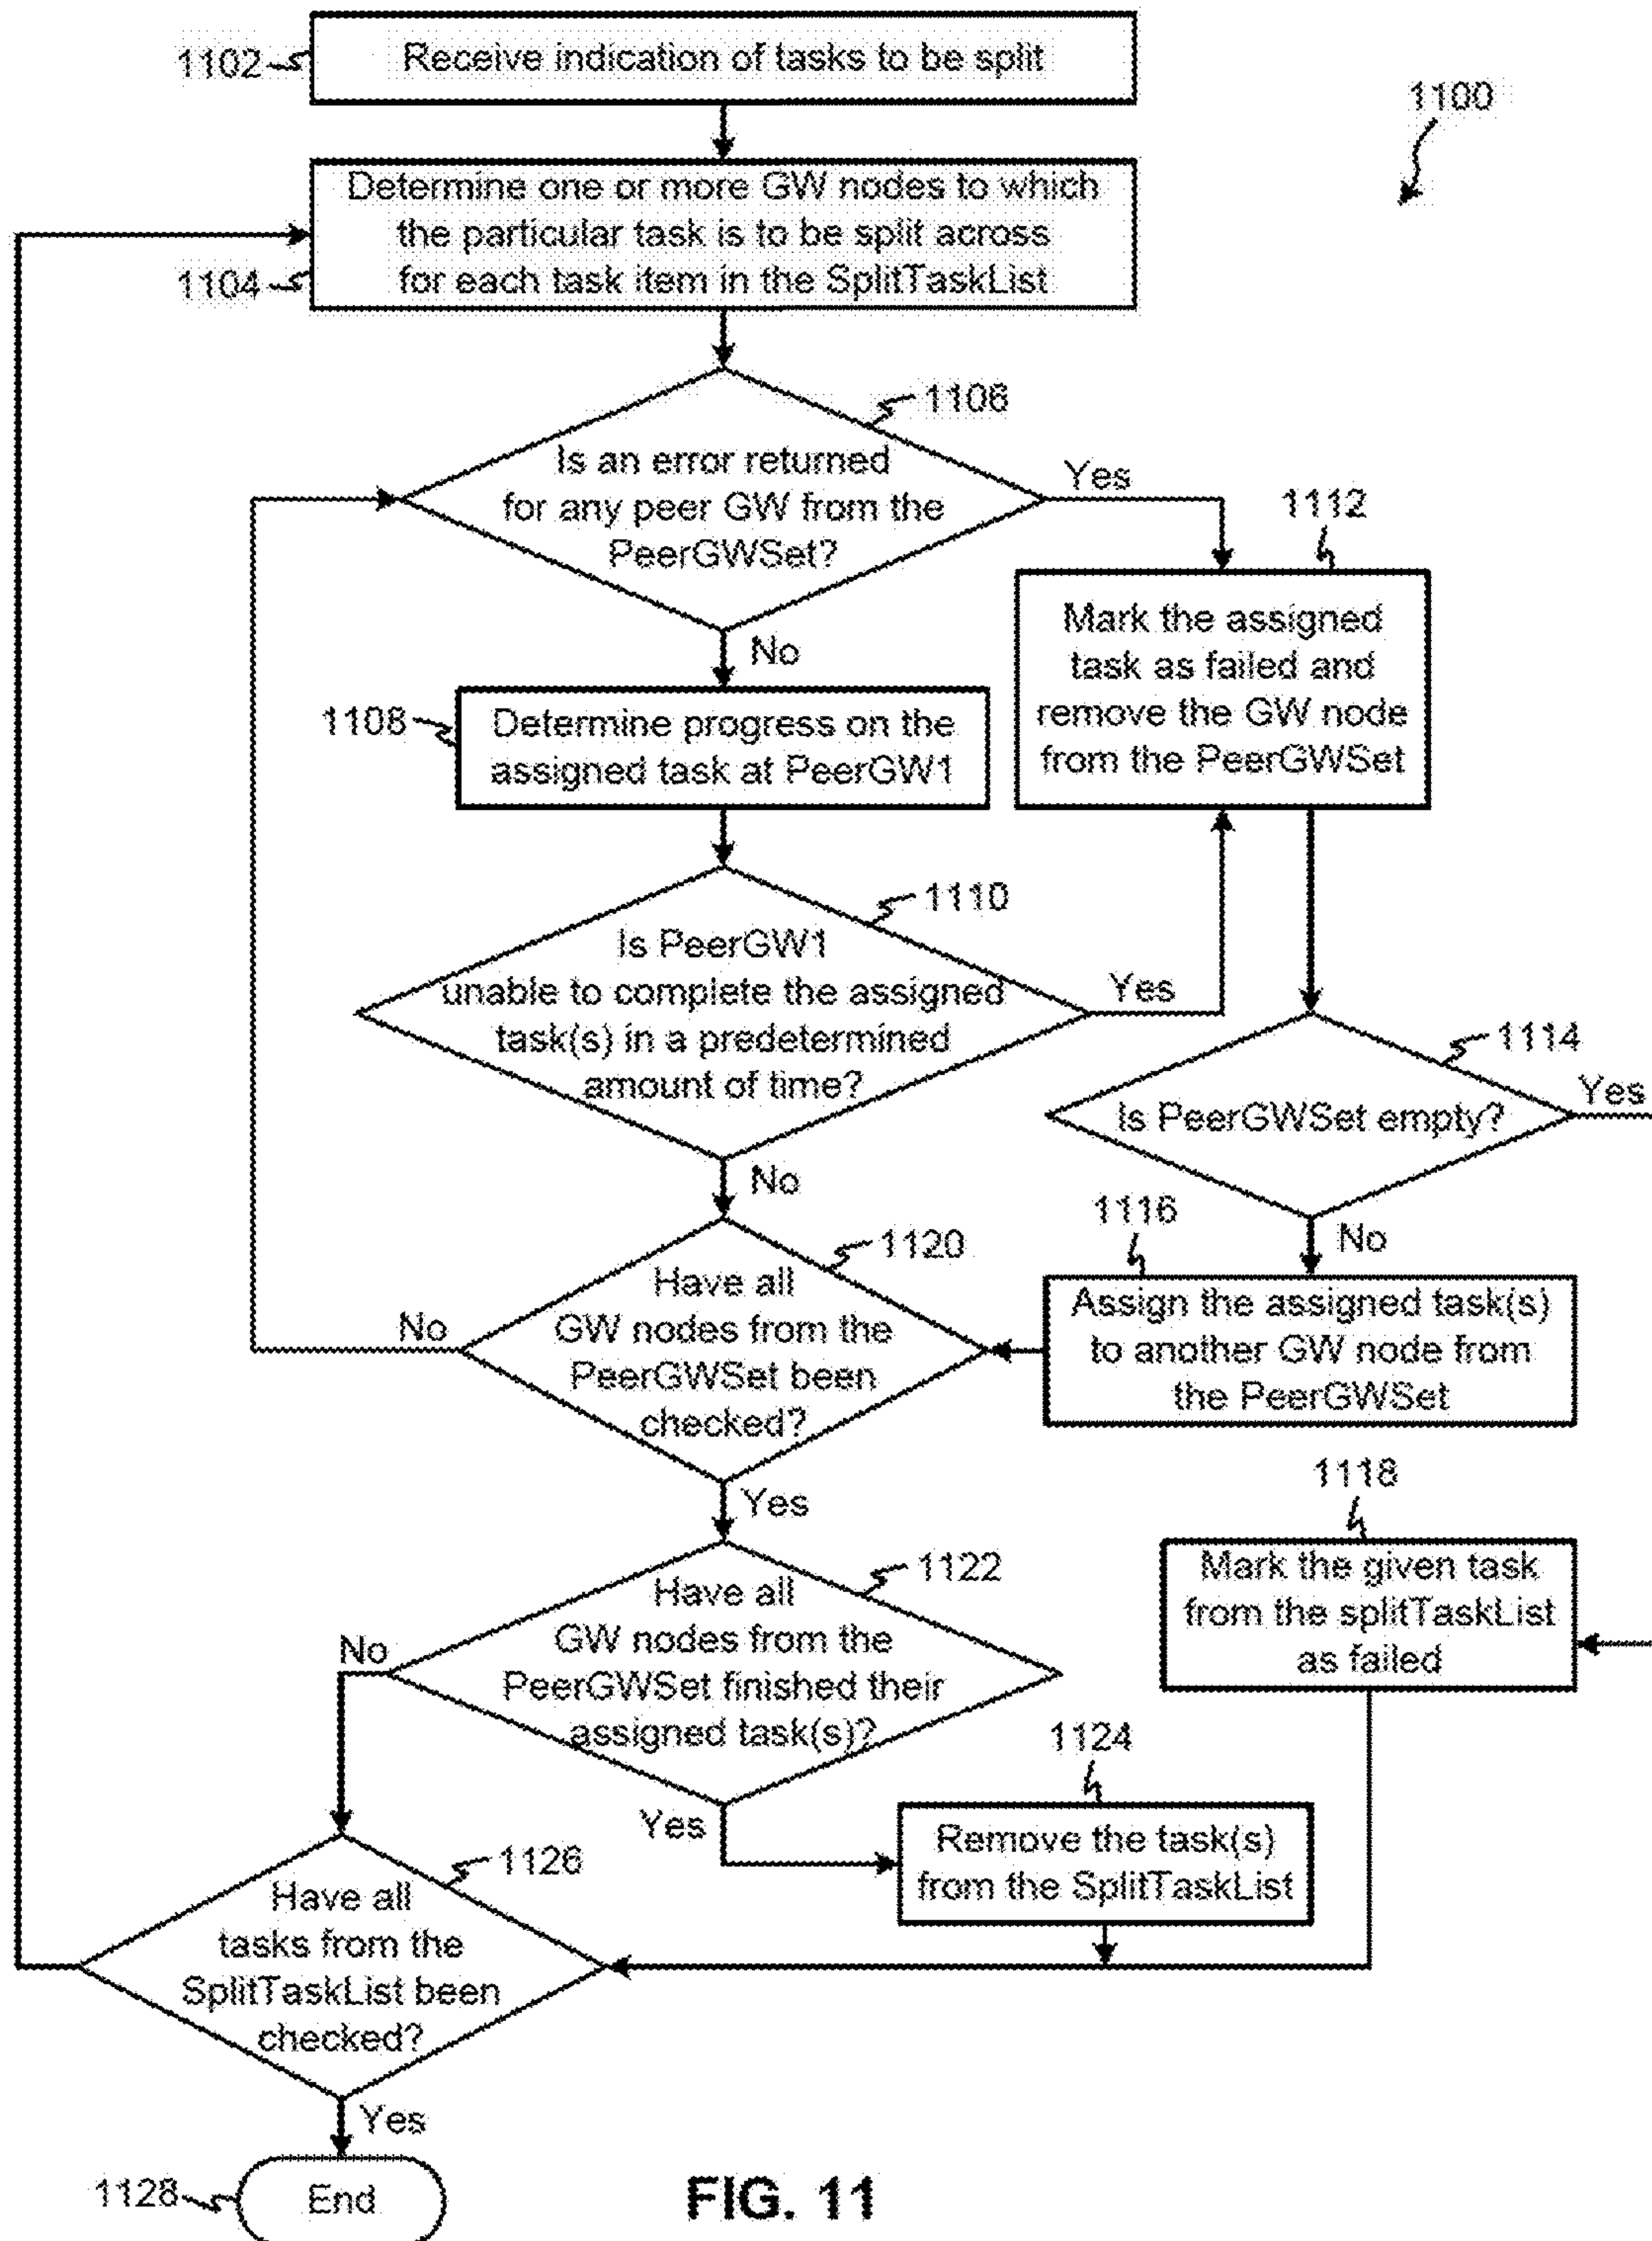 Receive indication of tasks to be split
1102
1100
Determine one or more GW nodes to which
the particular task is to be split across
for each task item in the SplitTaskList
1104
1106
Is an error returned
for any peer GW from the
PeerGWSet?
Yes
No
1112
Mark the assigned
task as failed and
remove the GW node
from the PeerGWSet
1108
Determine progress on the
assigned task at PeerGW1
1110
Is PeerGW1
unable to complete the assigned
task(s) in a predetermined
amount of time?
Yes
No
1114
Is PeerGWSet empty?
Yes
No
1116
Assign the assigned task(s)
to another GW node from
the PeerGWSet
1120
Have all
GW nodes from the
PeerGWSet been
checked?
No
Yes
1118
Mark the given task
from the splitTaskList
as failed
1122
Have all
GW nodes from the
PeerGWSet finished their
assigned task(s)?
No
Yes
1124
Remove the task(s)
from the SplitTaskList
1126
Have all
tasks from the
SplitTaskList been
checked?
Yes
1128
End
FIG. 11